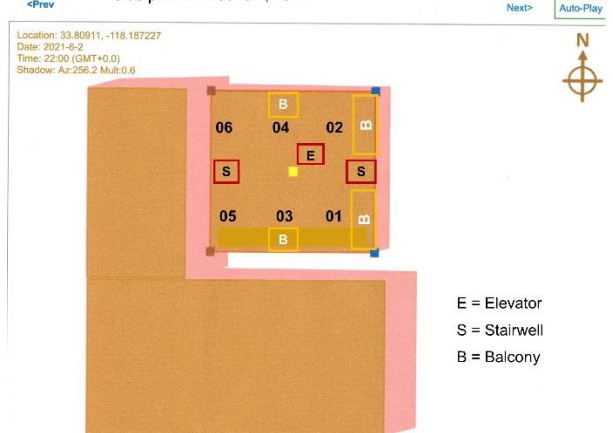 <Prev
Next>
Auto-Play
Location: 33.80911, -118.187227
Date: 2021-6-2
Time: 22:00 (GMT+0.0)
Shadow: Az:256.2 Mult:0.6
N
B
06 04 02 B
E
S S
05 03 01 B
B
E = Elevator
S = Stairwell
B = Balcony